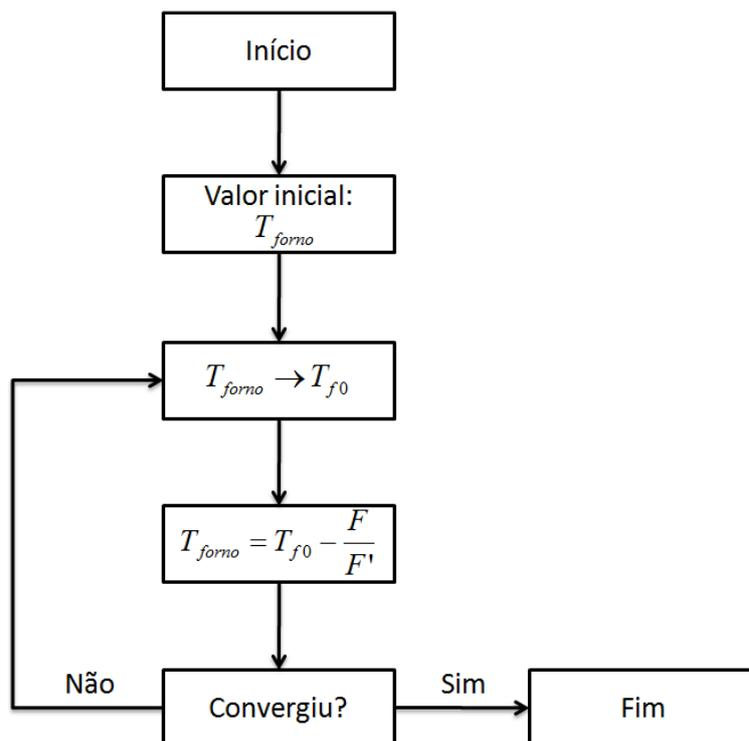 Início
Valor inicial:
T_forno
T_forno → T_f0
T_forno = T_f0 − F/F'
Não
Convergiu?
Sim
Fim